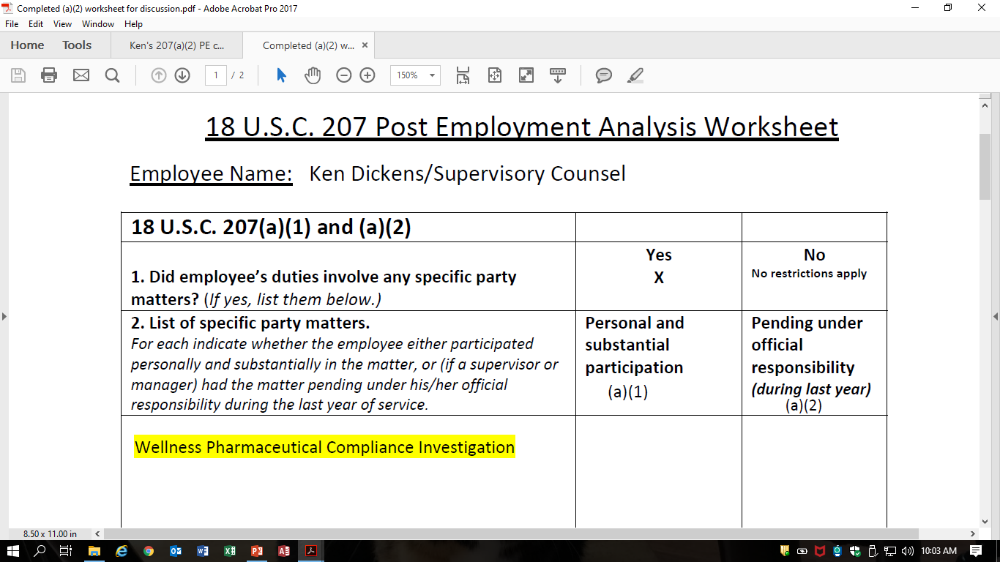 Completed (a)(2) worksheet for discussion.pdf - Adobe Acrobat Pro 2017
File Edit View Window Help
Home Tools Ken's 207(a)(2) PE c... Completed (a)(2) w... ×
1 / 2 150%
18 U.S.C. 207 Post Employment Analysis Worksheet
Employee Name: Ken Dickens/Supervisory Counsel
18 U.S.C. 207(a)(1) and (a)(2)
1. Did employee's duties involve any specific party
matters? (If yes, list them below.)
Yes
X
No
No restrictions apply
2. List of specific party matters.
For each indicate whether the employee either participated
personally and substantially in the matter, or (if a supervisor or
manager) had the matter pending under his/her official
responsibility during the last year of service.
Personal and
substantial
participation
(a)(1)
Pending under
official
responsibility
(during last year)
(a)(2)
Wellness Pharmaceutical Compliance Investigation
8.50 x 11.00 in
10:03 AM